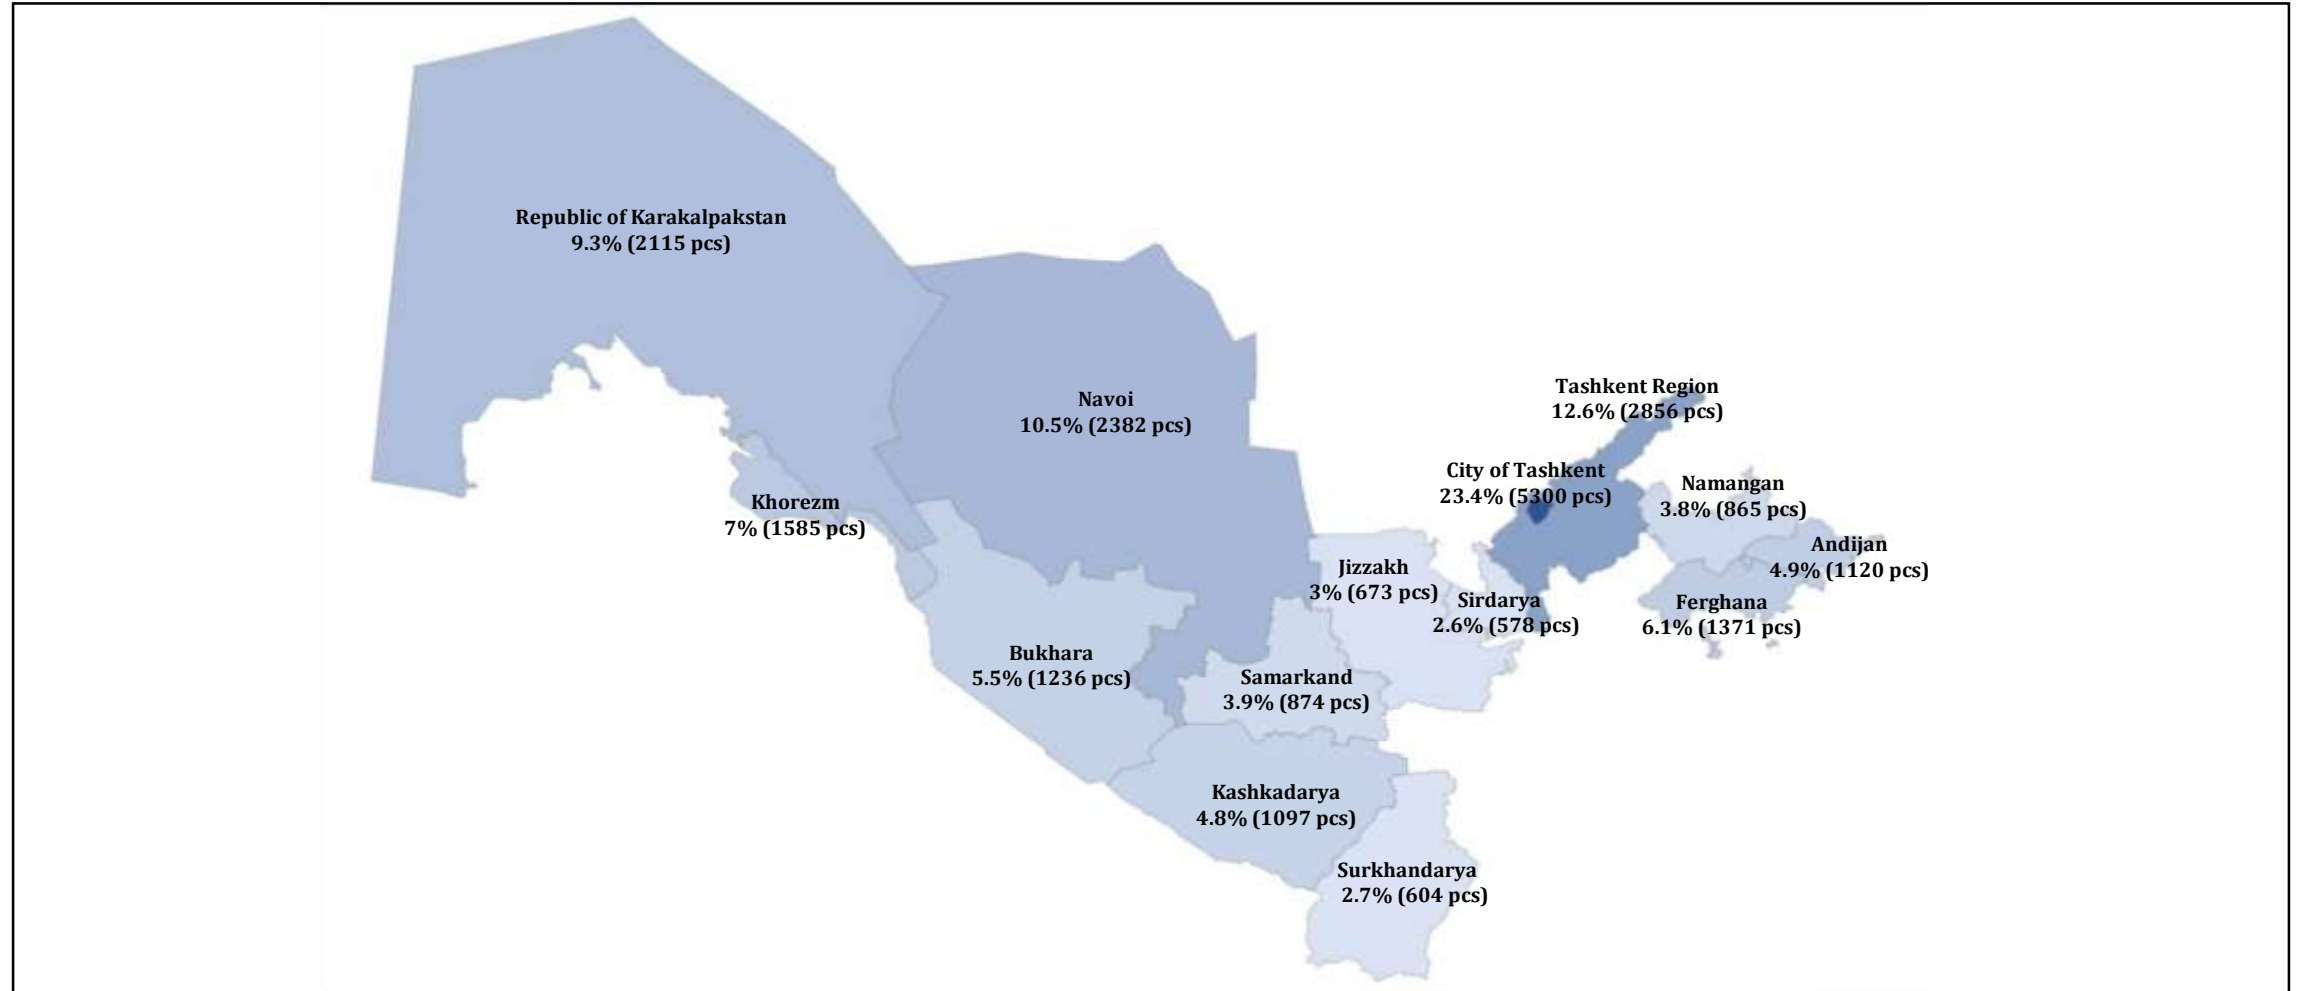 Republic of Karakalpakstan
9.3% (2115 pcs)
Navoi
10.5% (2382 pcs)
Tashkent Region
12.6% (2856 pcs)
City of Tashkent
23.4% (5300 pcs)
Namangan
3.8% (865 pcs)
Khorezm
7% (1585 pcs)
Andijan
4.9% (1120 pcs)
Jizzakh
3% (673 pcs)
Sirdarya
2.6% (578 pcs)
Ferghana
6.1% (1371 pcs)
Bukhara
5.5% (1236 pcs)
Samarkand
3.9% (874 pcs)
Kashkadarya
4.8% (1097 pcs)
Surkhandarya
2.7% (604 pcs)